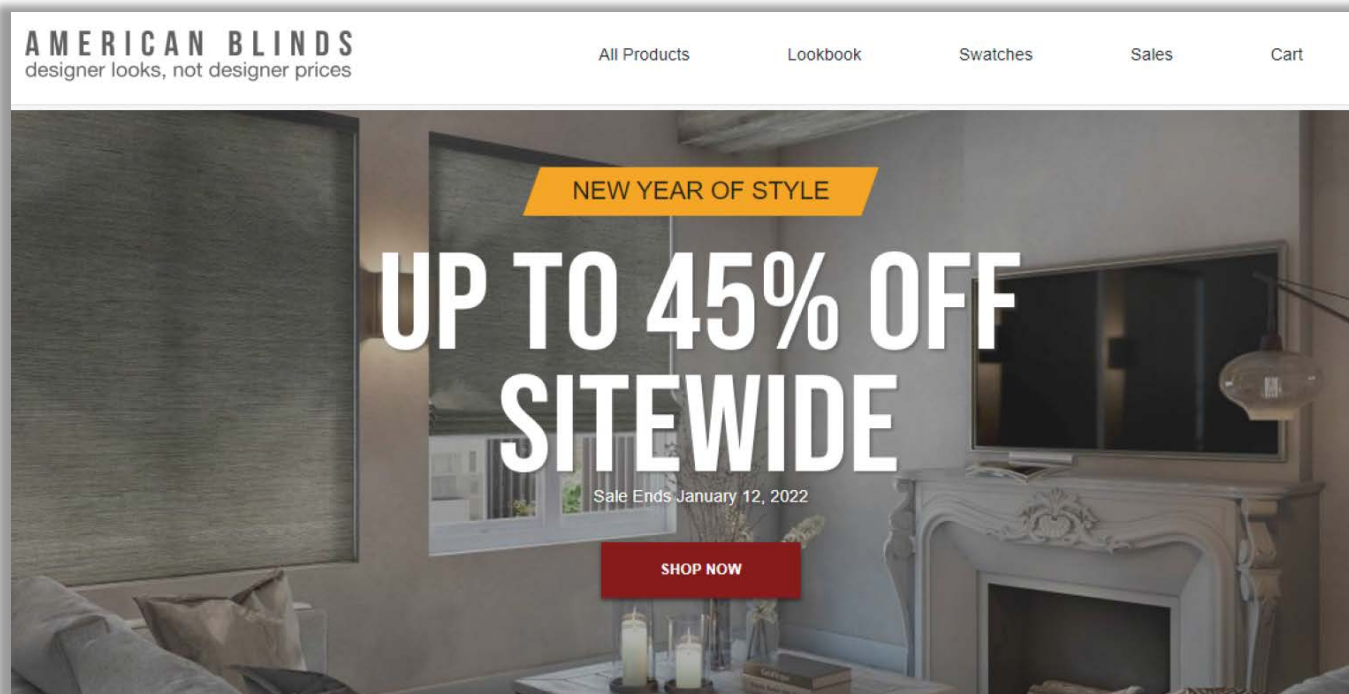 AMERICAN BLINDS
designer looks, not designer prices
All Products Lookbook Swatches Sales Cart
NEW YEAR OF STYLE
UP TO 45% OFF
SITEWIDE
Sale Ends January 12, 2022
SHOP NOW